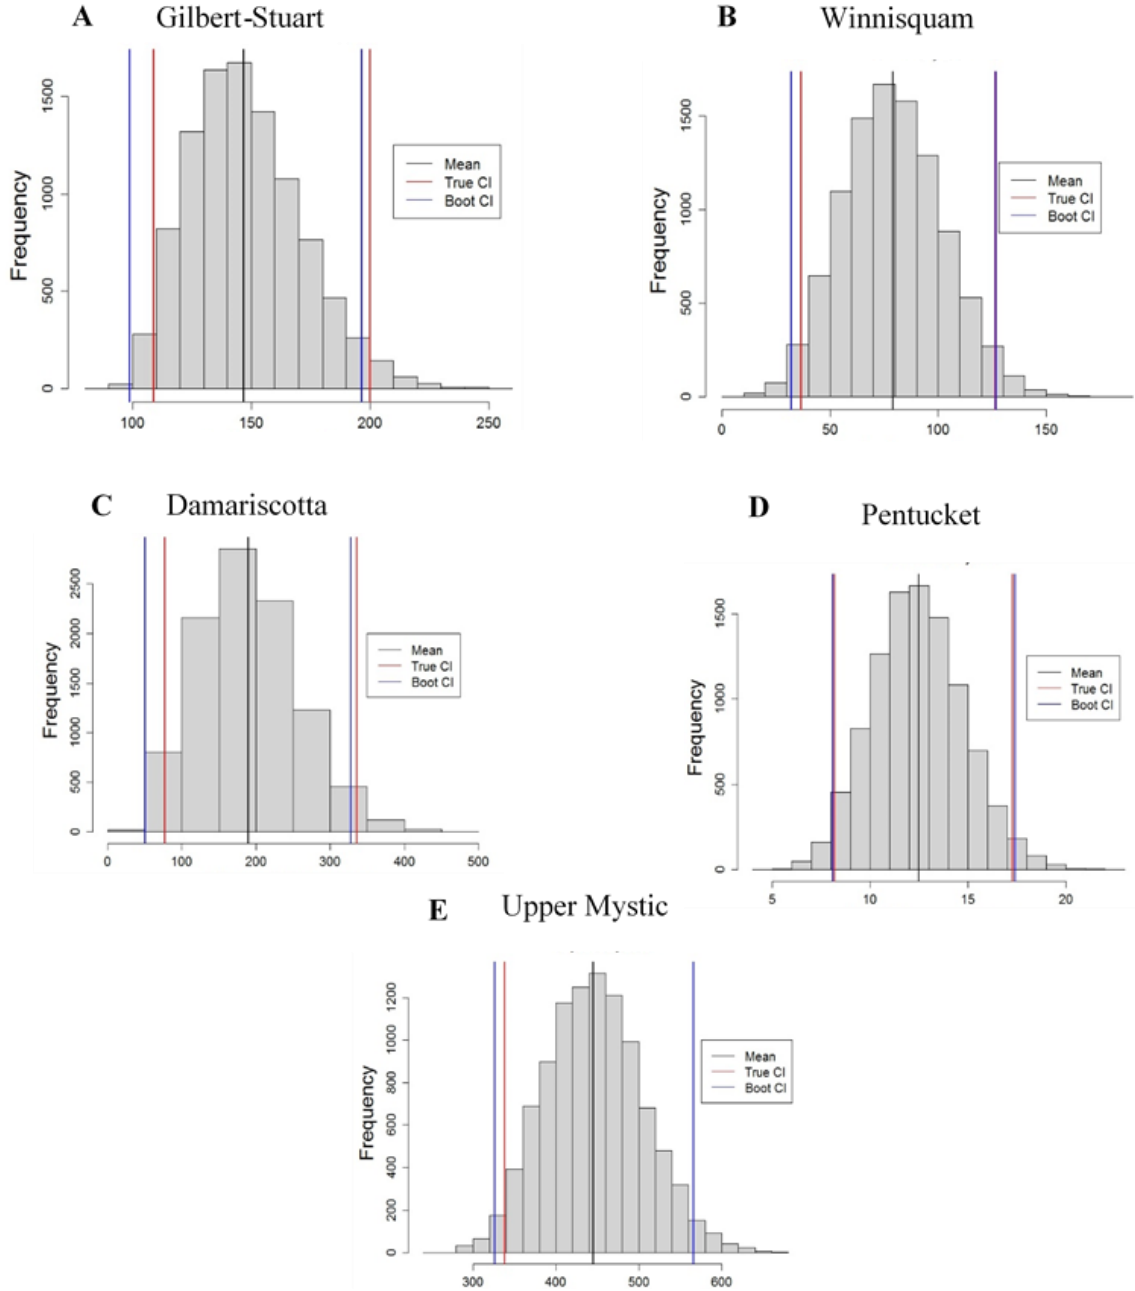 A Gilbert-Stuart
Frequency
1500
1000
500
0
100 150 200 250
Mean
True CI
Boot CI
B Winnisquam
Frequency
1500
1000
500
0
0 50 100 150
Mean
True CI
Boot CI
C Damariscotta
Frequency
2500
2000
1500
1000
500
0
0 100 200 300 400 500
Mean
True CI
Boot CI
D Pentucket
Frequency
1500
1000
500
0
5 10 15 20
Mean
True CI
Boot CI
E Upper Mystic
Frequency
1200
1000
800
600
400
200
0
300 400 500 600
Mean
True CI
Boot CI